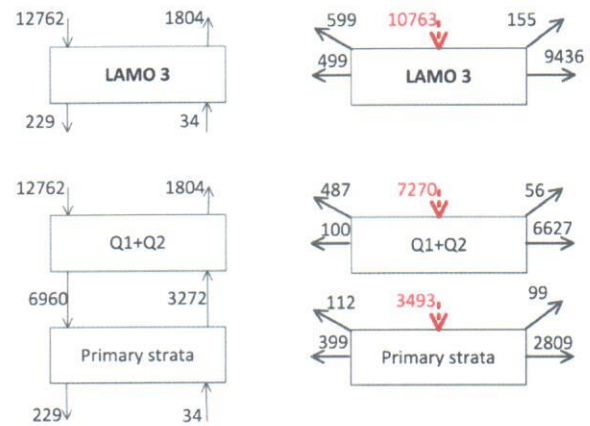 12762 1804 599 10763 155
LAMO 3 499 LAMO 3 9436
229 34
12762 1804 487 7270 56
Q1+Q2 100 Q1+Q2 6627
6960 3272 112 3493 99
Primary strata 399 Primary strata 2809
229 34